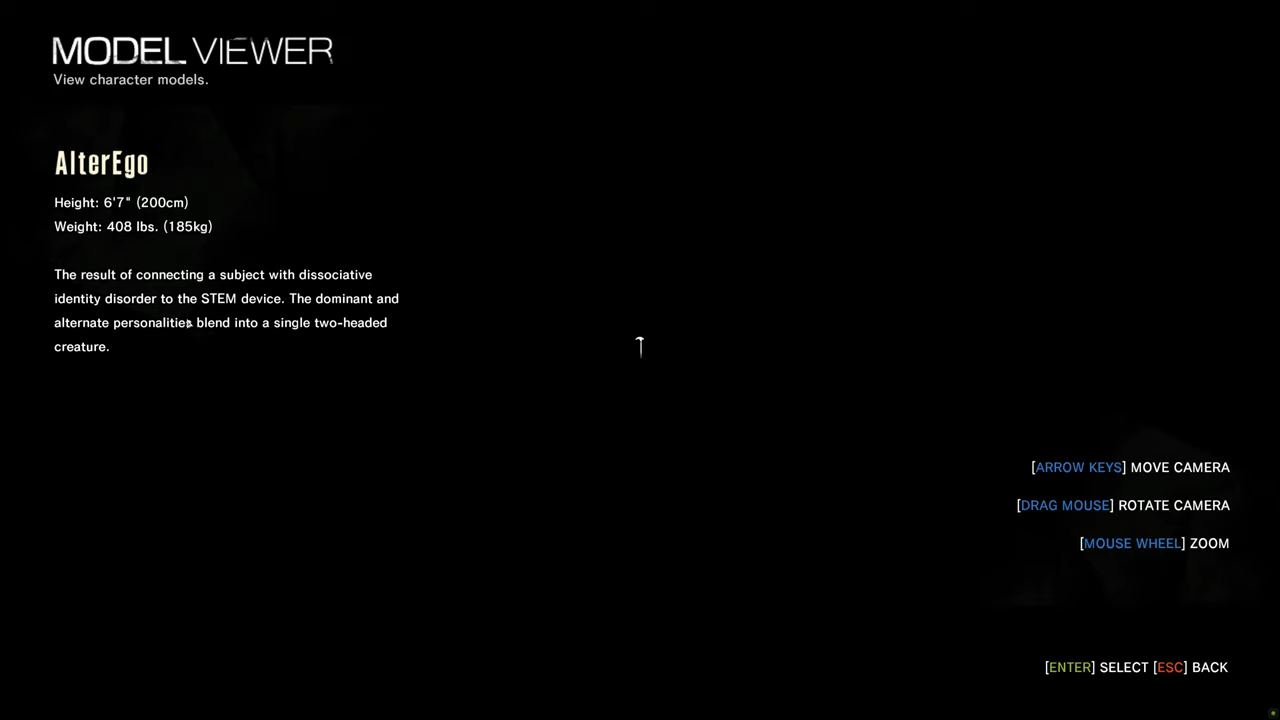 MODEL VIEWER
View character models.
AlterEgo
Height: 6'7" (200cm)
Weight: 408 lbs. (185kg)
The result of connecting a subject with dissociative
identity disorder to the STEM device. The dominant and
alternate personalities blend into a single two-headed
creature.
[ARROW KEYS] MOVE CAMERA
[DRAG MOUSE] ROTATE CAMERA
[MOUSE WHEEL] ZOOM
[ENTER] SELECT [ESC] BACK